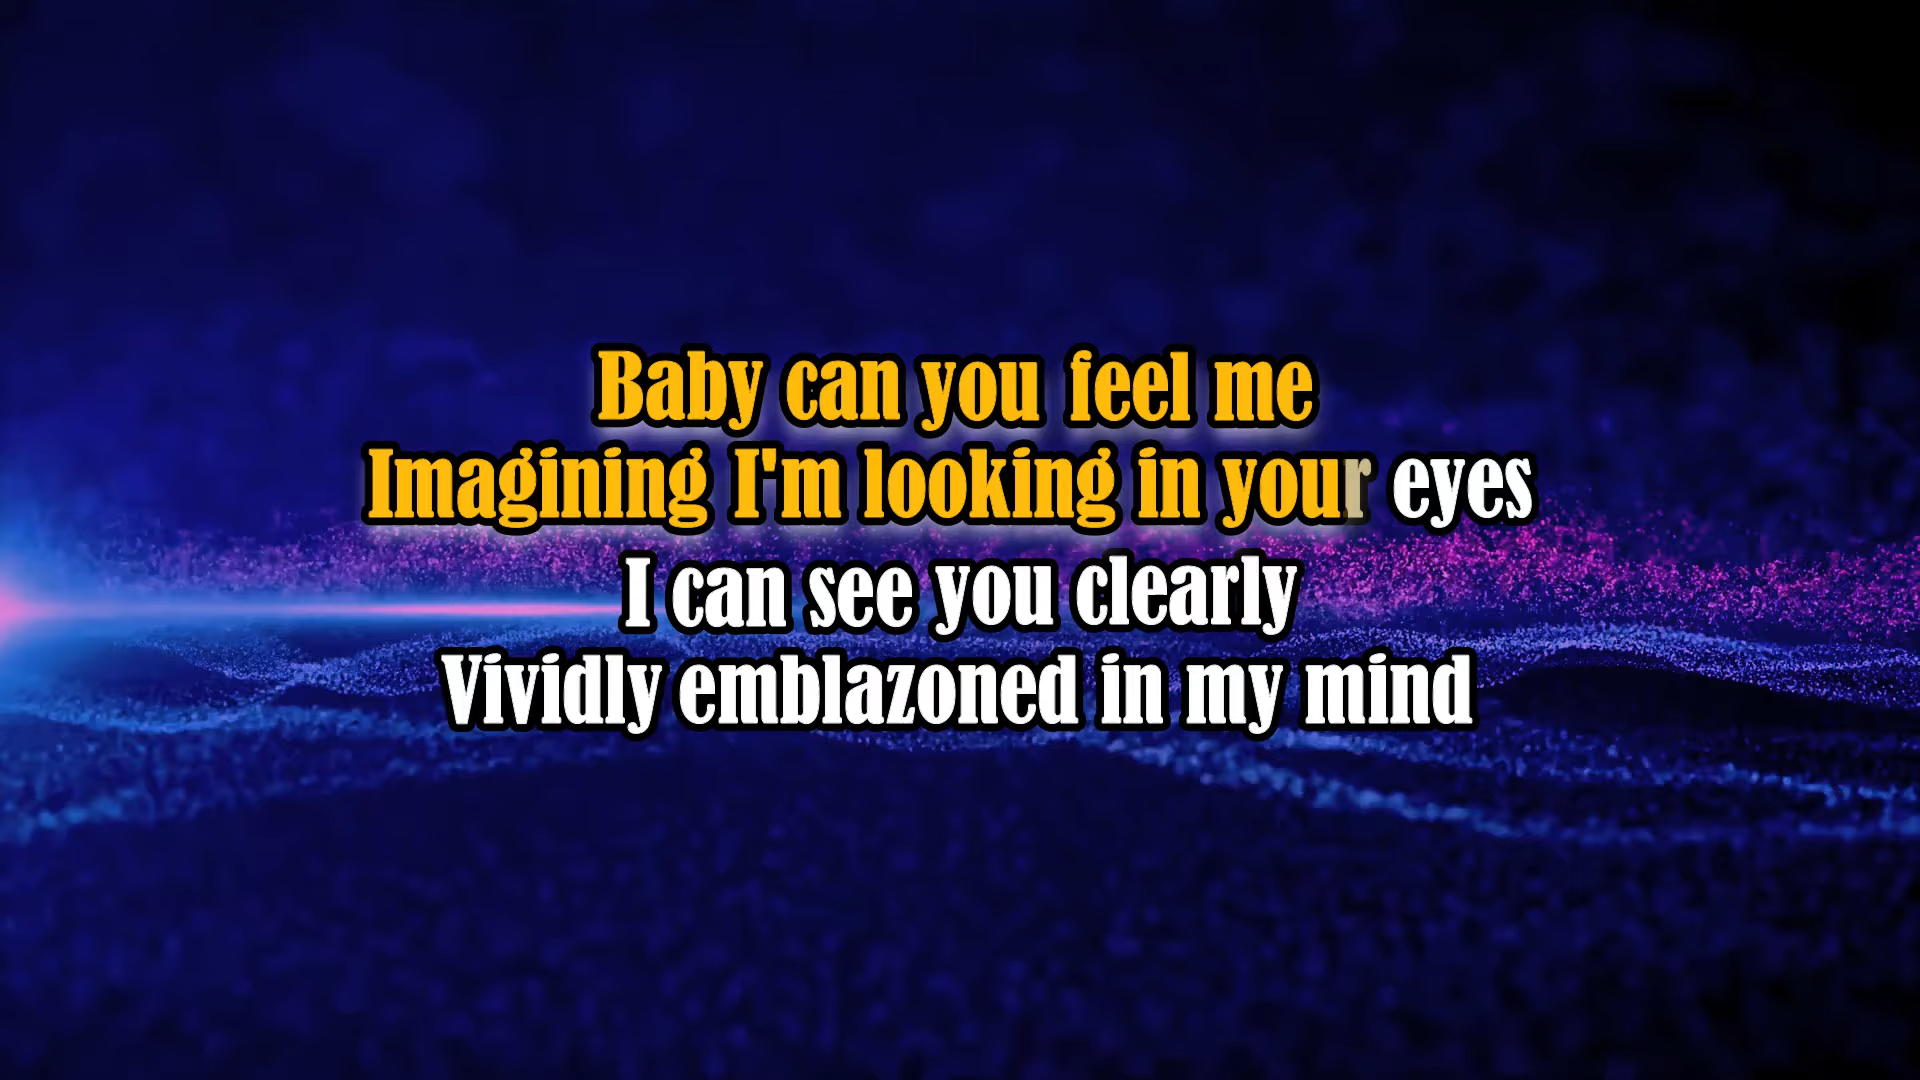 Baby can you feel me
Imagining I'm looking in your eyes
I can see you clearly
Vividly emblazoned in my mind